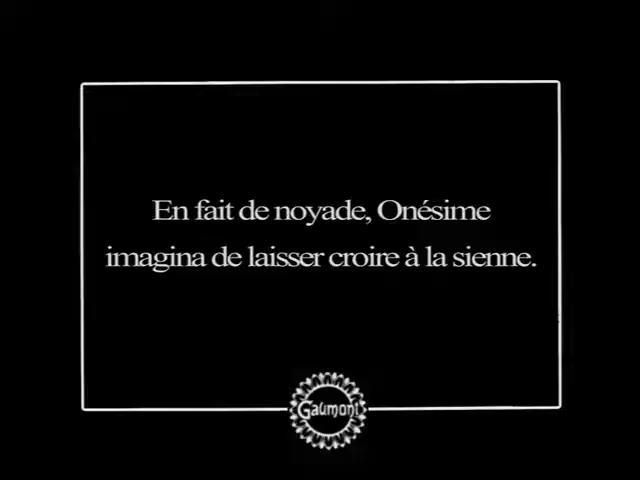 En fait de noyade, Onésime
imagina de laisser croire à la sienne.
Gaumont